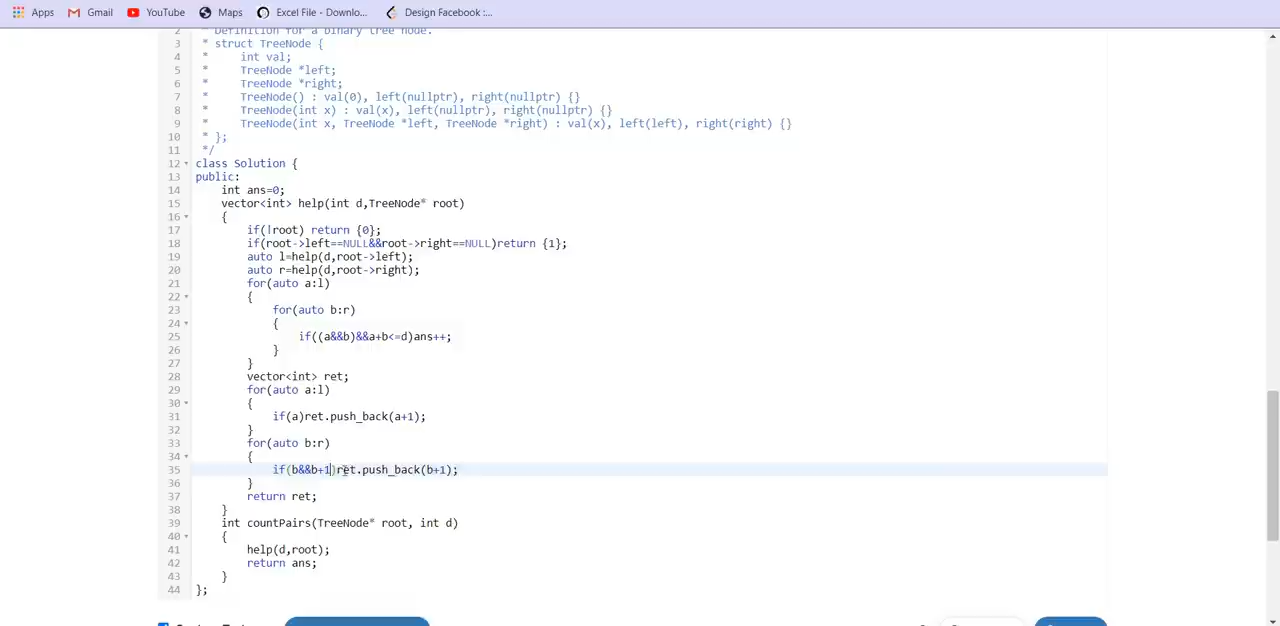 Apps Gmail YouTube Maps Excel File - Downlo... Design Facebook :...
2 * Definition for a binary tree node.
3 * struct TreeNode {
4 *     int val;
5 *     TreeNode *left;
6 *     TreeNode *right;
7 *     TreeNode() : val(0), left(nullptr), right(nullptr) {}
8 *     TreeNode(int x) : val(x), left(nullptr), right(nullptr) {}
9 *     TreeNode(int x, TreeNode *left, TreeNode *right) : val(x), left(left), right(right) {}
10 * };
11 */
12 class Solution {
13 public:
14     int ans=0;
15     vector<int> help(int d,TreeNode* root)
16     {
17         if(!root) return {0};
18         if(root->left==NULL&&root->right==NULL)return {1};
19         auto l=help(d,root->left);
20         auto r=help(d,root->right);
21         for(auto a:l)
22         {
23             for(auto b:r)
24             {
25                 if((a&&b)&&a+b<=d)ans++;
26             }
27         }
28         vector<int> ret;
29         for(auto a:l)
30         {
31             if(a)ret.push_back(a+1);
32         }
33         for(auto b:r)
34         {
35             if(b&&b+1)ret.push_back(b+1);
36         }
37         return ret;
38     }
39     int countPairs(TreeNode* root, int d)
40     {
41         help(d,root);
42         return ans;
43     }
44 };